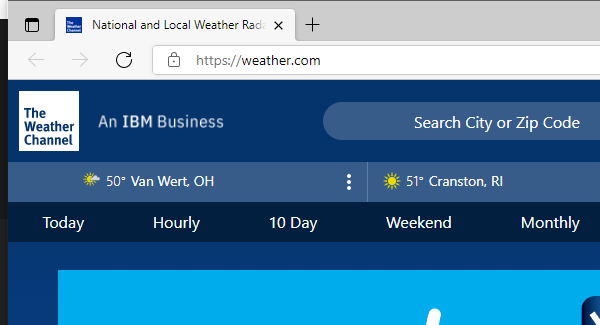 The Weather Channel
National and Local Weather Rada
https://weather.com
The
Weather
Channel
An IBM Business
Search City or Zip Code
50° Van Wert, OH
51° Cranston, RI
Today Hourly 10 Day Weekend Monthly